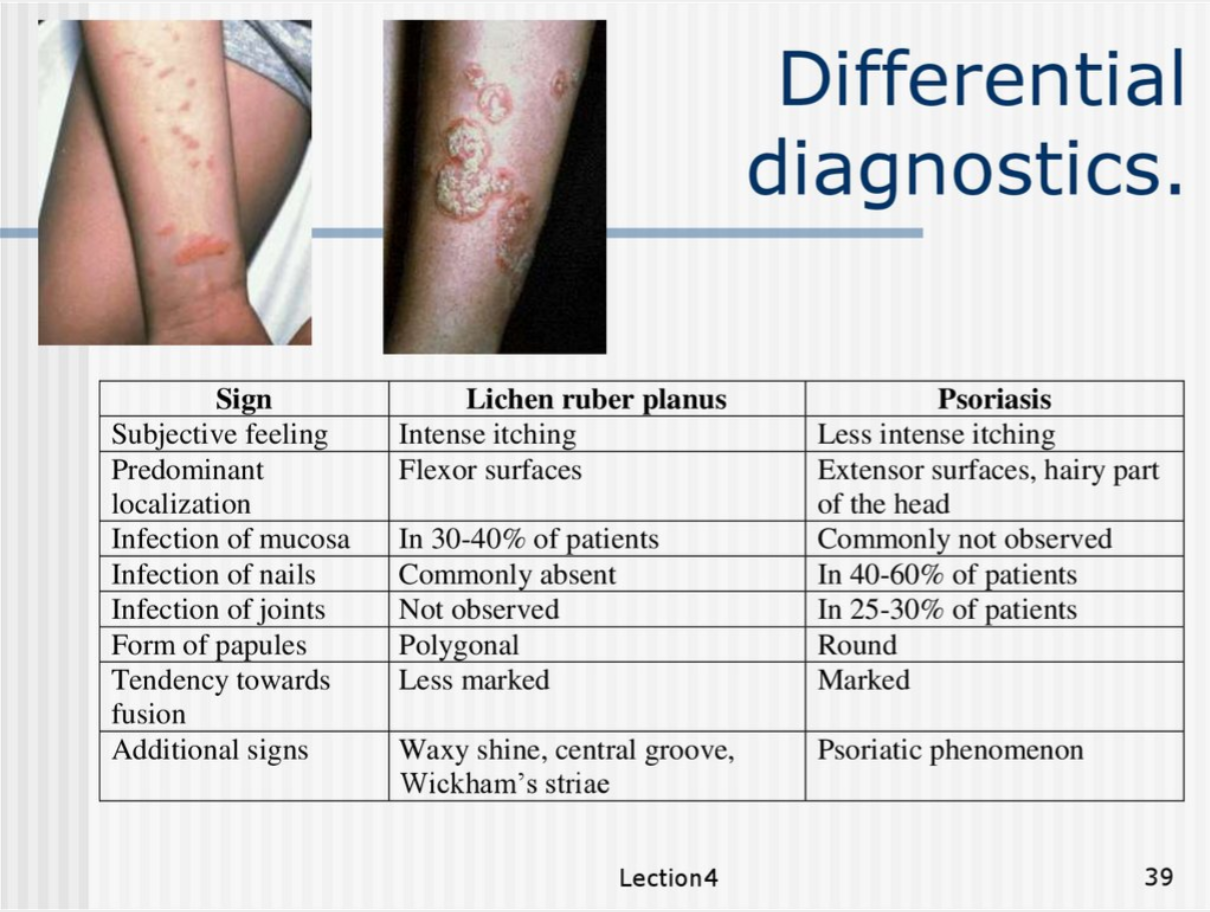 Differential
diagnostics.
Sign Lichen ruber planus Psoriasis
Subjective feeling Intense itching Less intense itching
Predominant localization Flexor surfaces Extensor surfaces, hairy part of the head
Infection of mucosa In 30-40% of patients Commonly not observed
Infection of nails Commonly absent In 40-60% of patients
Infection of joints Not observed In 25-30% of patients
Form of papules Polygonal Round
Tendency towards fusion Less marked Marked
Additional signs Waxy shine, central groove, Wickham’s striae Psoriatic phenomenon
Lection4 39